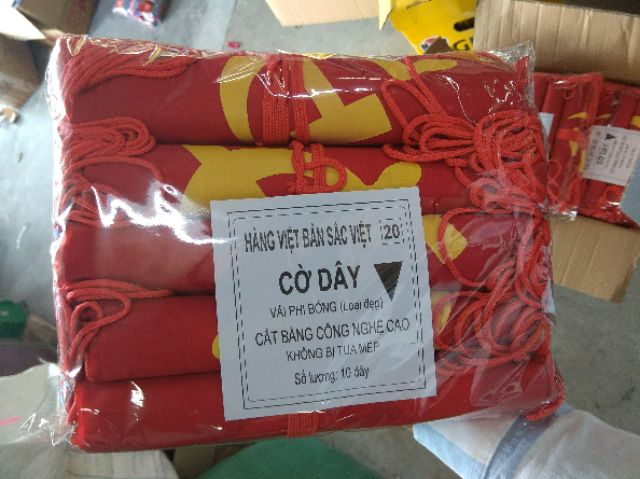 HÀNG VIỆT BẢN SẮC VIỆT 20
CỜ DÂY
VẢI PHI BÓNG (Loại đẹp)
CẮT BẰNG CÔNG NGHỆ CAO
KHÔNG BỊ TƯA MÉP
Số lượng: 10 dây